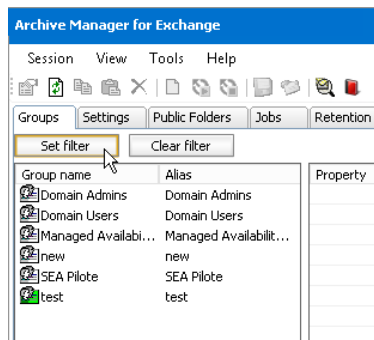 Archive Manager for Exchange
Session View Tools Help
Groups Settings Public Folders Jobs Retention
Set filter Clear filter
Group name Alias Property
Domain Admins Domain Admins
Domain Users Domain Users
Managed Availabi... Managed Availabilit...
new new
SEA Pilote SEA Pilote
test test